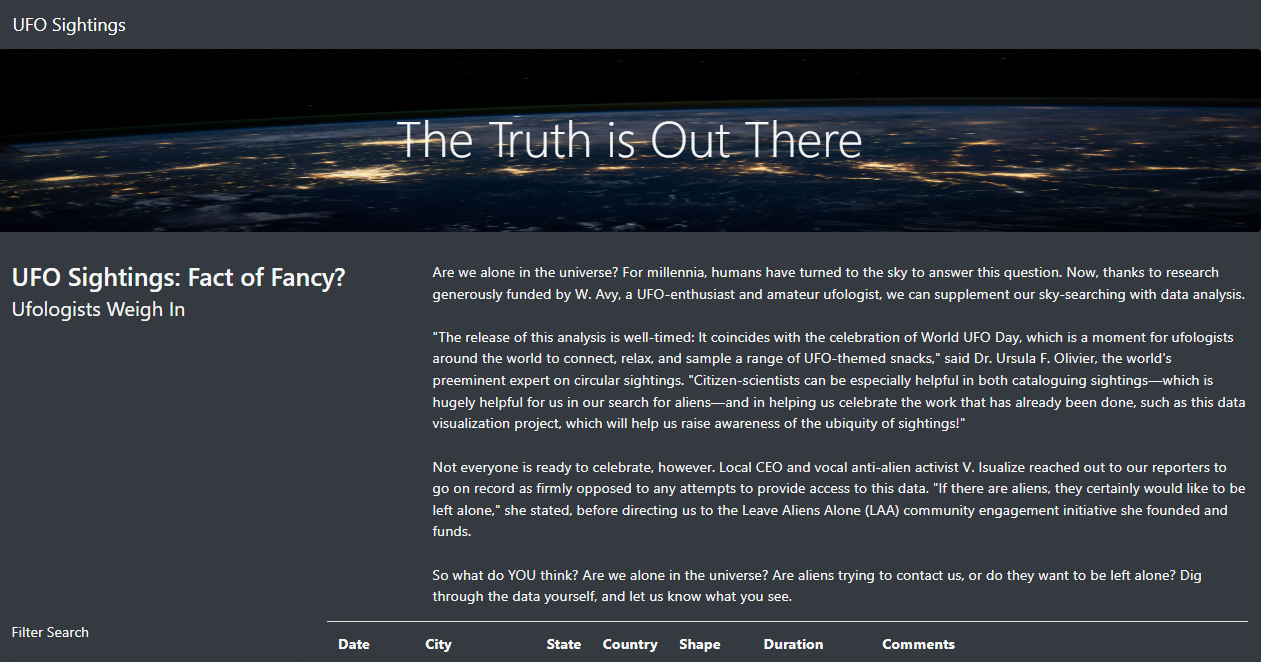 UFO Sightings
The Truth is Out There
UFO Sightings: Fact of Fancy?
Ufologists Weigh In
Are we alone in the universe? For millennia, humans have turned to the sky to answer this question. Now, thanks to research
generously funded by W. Avy, a UFO-enthusiast and amateur ufologist, we can supplement our sky-searching with data analysis.
"The release of this analysis is well-timed: It coincides with the celebration of World UFO Day, which is a moment for ufologists
around the world to connect, relax, and sample a range of UFO-themed snacks," said Dr. Ursula F. Olivier, the world's
preeminent expert on circular sightings. "Citizen-scientists can be especially helpful in both cataloguing sightings—which is
hugely helpful for us in our search for aliens—and in helping us celebrate the work that has already been done, such as this data
visualization project, which will help us raise awareness of the ubiquity of sightings!"
Not everyone is ready to celebrate, however. Local CEO and vocal anti-alien activist V. Isualize reached out to our reporters to
go on record as firmly opposed to any attempts to provide access to this data. "If there are aliens, they certainly would like to be
left alone," she stated, before directing us to the Leave Aliens Alone (LAA) community engagement initiative she founded and
funds.
So what do YOU think? Are we alone in the universe? Are aliens trying to contact us, or do they want to be left alone? Dig
through the data yourself, and let us know what you see.
Filter Search
Date City State Country Shape Duration Comments